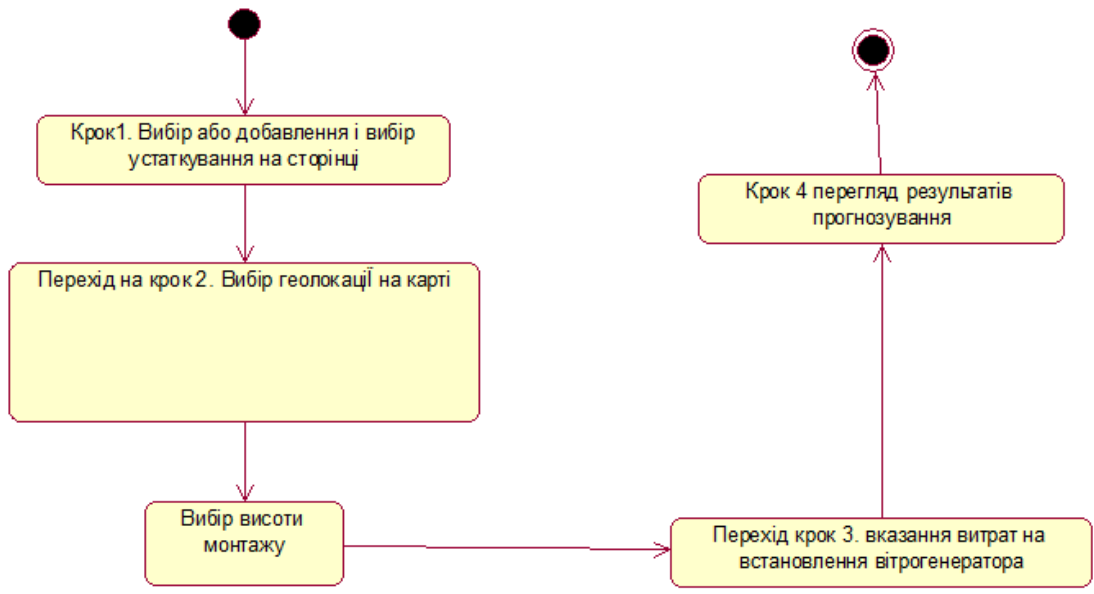 Крок1. Вибір або добавлення і вибір
устаткування на сторінці
Перехід на крок 2. Вибір геолокаціЇ на карті
Вибір висоти
монтажу
Перехід крок 3. вказання витрат на
встановлення вітрогенератора
Крок 4 перегляд результатів
прогнозування